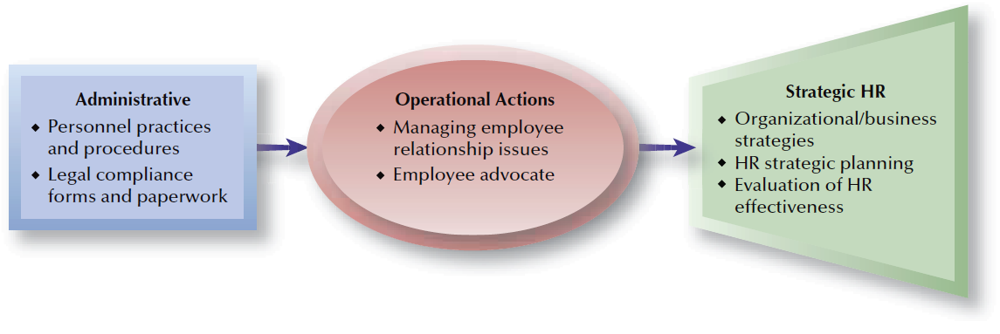 Administrative
◆ Personnel practices
and procedures
◆ Legal compliance
forms and paperwork
Operational Actions
◆ Managing employee
relationship issues
◆ Employee advocate
Strategic HR
◆ Organizational/business
strategies
◆ HR strategic planning
◆ Evaluation of HR
effectiveness